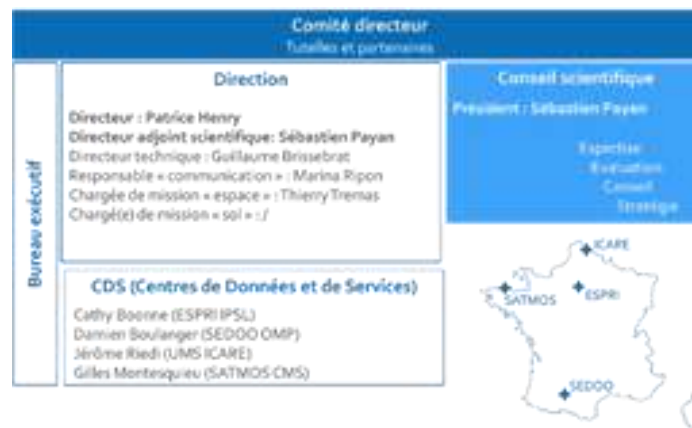 Comité directeur
Tutelles et partenaires
Bureau exécutif
Direction
Directeur : Patrice Henry
Directeur adjoint scientifique: Sébastien Payan
Directeur technique : Guillaume Brissebrat
Responsable « communication » : Marina Ripon
Chargée de mission « espace » : Thierry Tremas
Chargé(e) de mission « sol » : /
CDS (Centres de Données et de Services)
Cathy Boonne (ESPRI IPSL)
Damien Boulanger (SEDOO OMP)
Jérôme Riedi (UMS ICARE)
Gilles Montesquieu (SATMOS CMS)
Conseil scientifique
Président : Sébastien Payan
Expertise
Evaluation
Conseil
Stratégie
ICARE
SATMOS
ESPRI
SEDOO